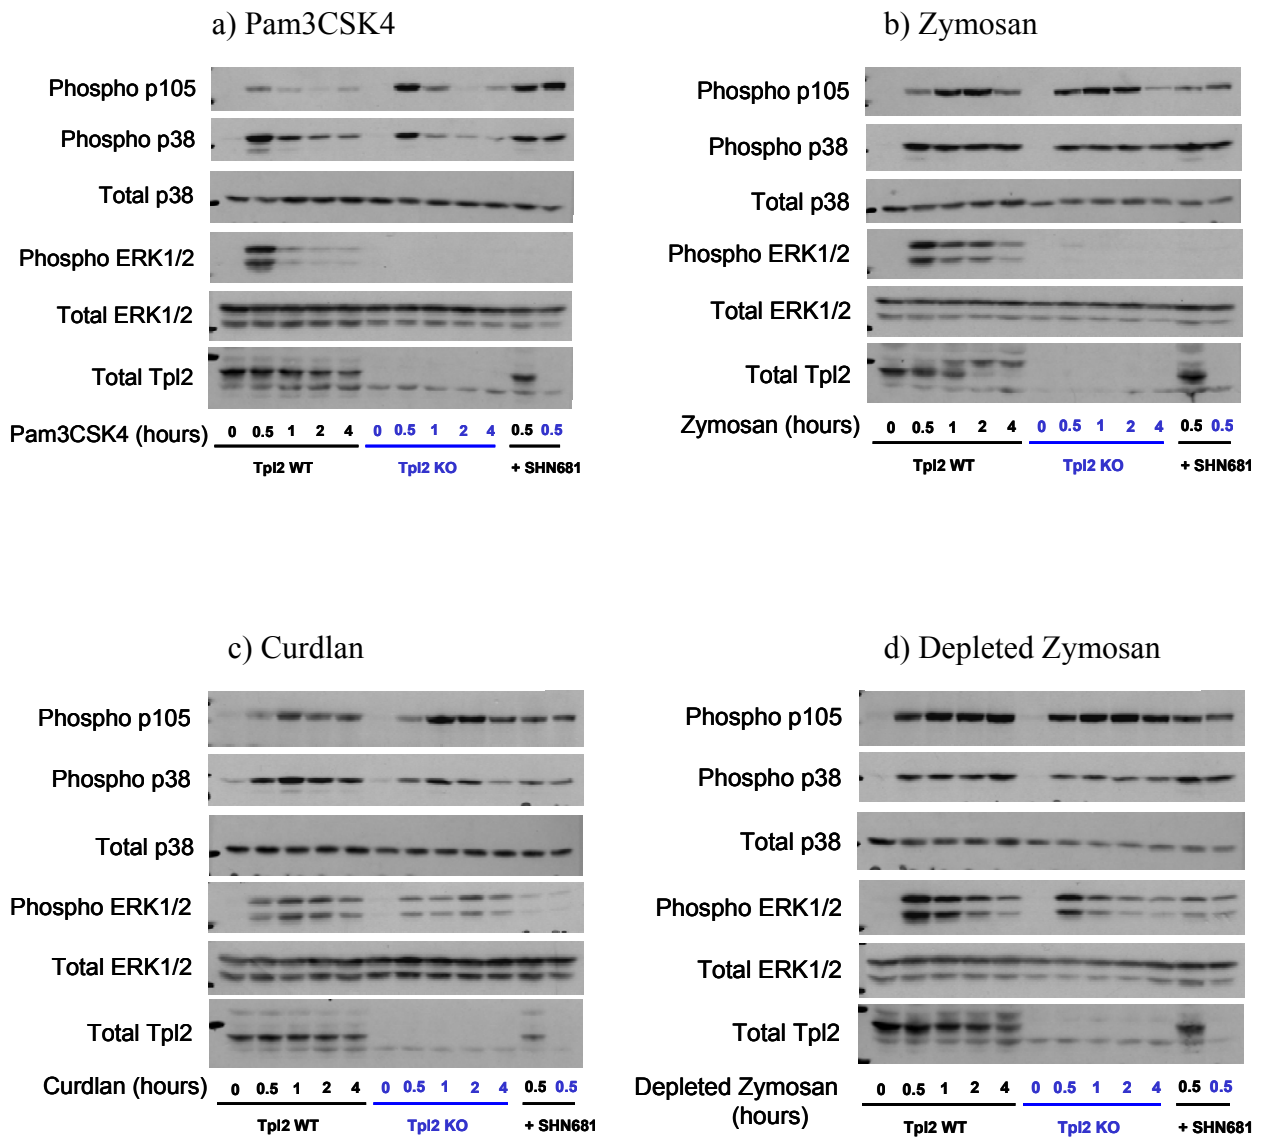 a) Pam3CSK4
Phospho p105
Phospho p38
Total p38
Phospho ERK1/2
Total ERK1/2
Total Tpl2
Pam3CSK4 (hours) 0 0.5 1 2 4 0 0.5 1 2 4 0.5 0.5
Tpl2 WT Tpl2 KO + SHN681
b) Zymosan
Phospho p105
Phospho p38
Total p38
Phospho ERK1/2
Total ERK1/2
Total Tpl2
Zymosan (hours) 0 0.5 1 2 4 0 0.5 1 2 4 0.5 0.5
Tpl2 WT Tpl2 KO + SHN681
c) Curdlan
Phospho p105
Phospho p38
Total p38
Phospho ERK1/2
Total ERK1/2
Total Tpl2
Curdlan (hours) 0 0.5 1 2 4 0 0.5 1 2 4 0.5 0.5
Tpl2 WT Tpl2 KO + SHN681
d) Depleted Zymosan
Phospho p105
Phospho p38
Total p38
Phospho ERK1/2
Total ERK1/2
Total Tpl2
Depleted Zymosan 0 0.5 1 2 4 0 0.5 1 2 4 0.5 0.5
(hours)
Tpl2 WT Tpl2 KO + SHN681